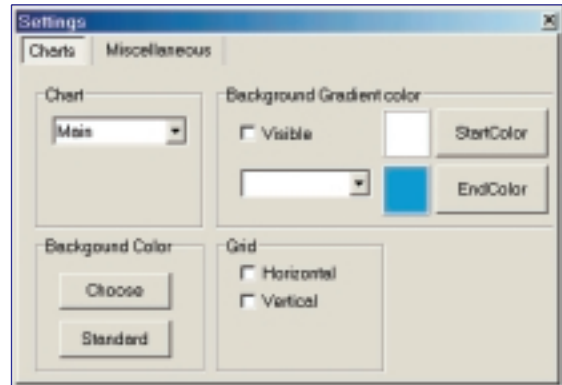 Settings
Charts Miscellaneous
Chart
Main
Background Gradient color
Visible
StartColor
EndColor
Backgound Color
Choose
Standard
Grid
Horizontal
Vertical